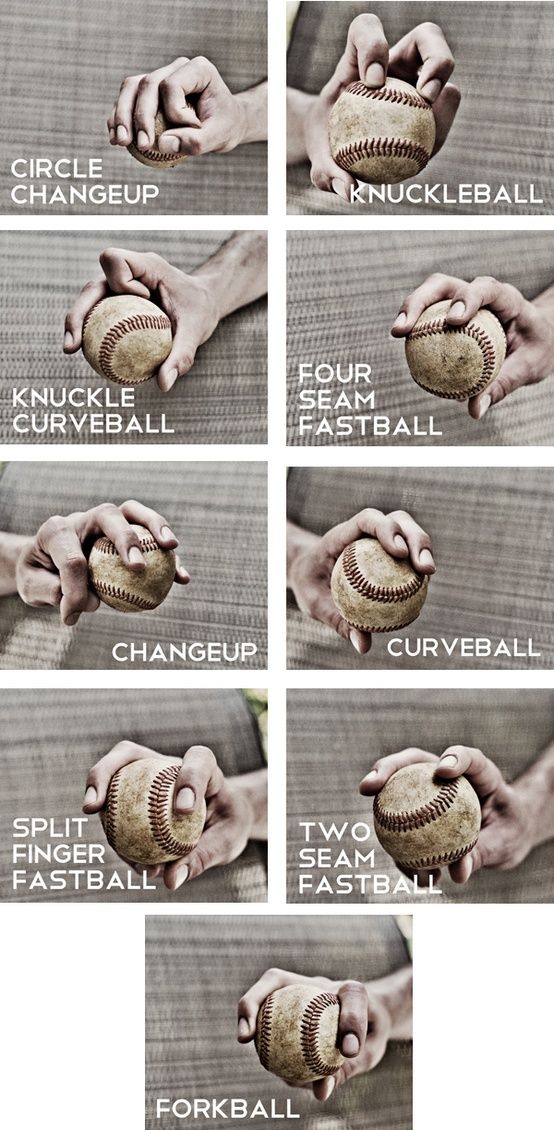 CIRCLE
CHANGEUP
KNUCKLEBALL
KNUCKLE
CURVEBALL
FOUR
SEAM
FASTBALL
CHANGEUP
CURVEBALL
SPLIT
FINGER
FASTBALL
TWO
SEAM
FASTBALL
FORKBALL